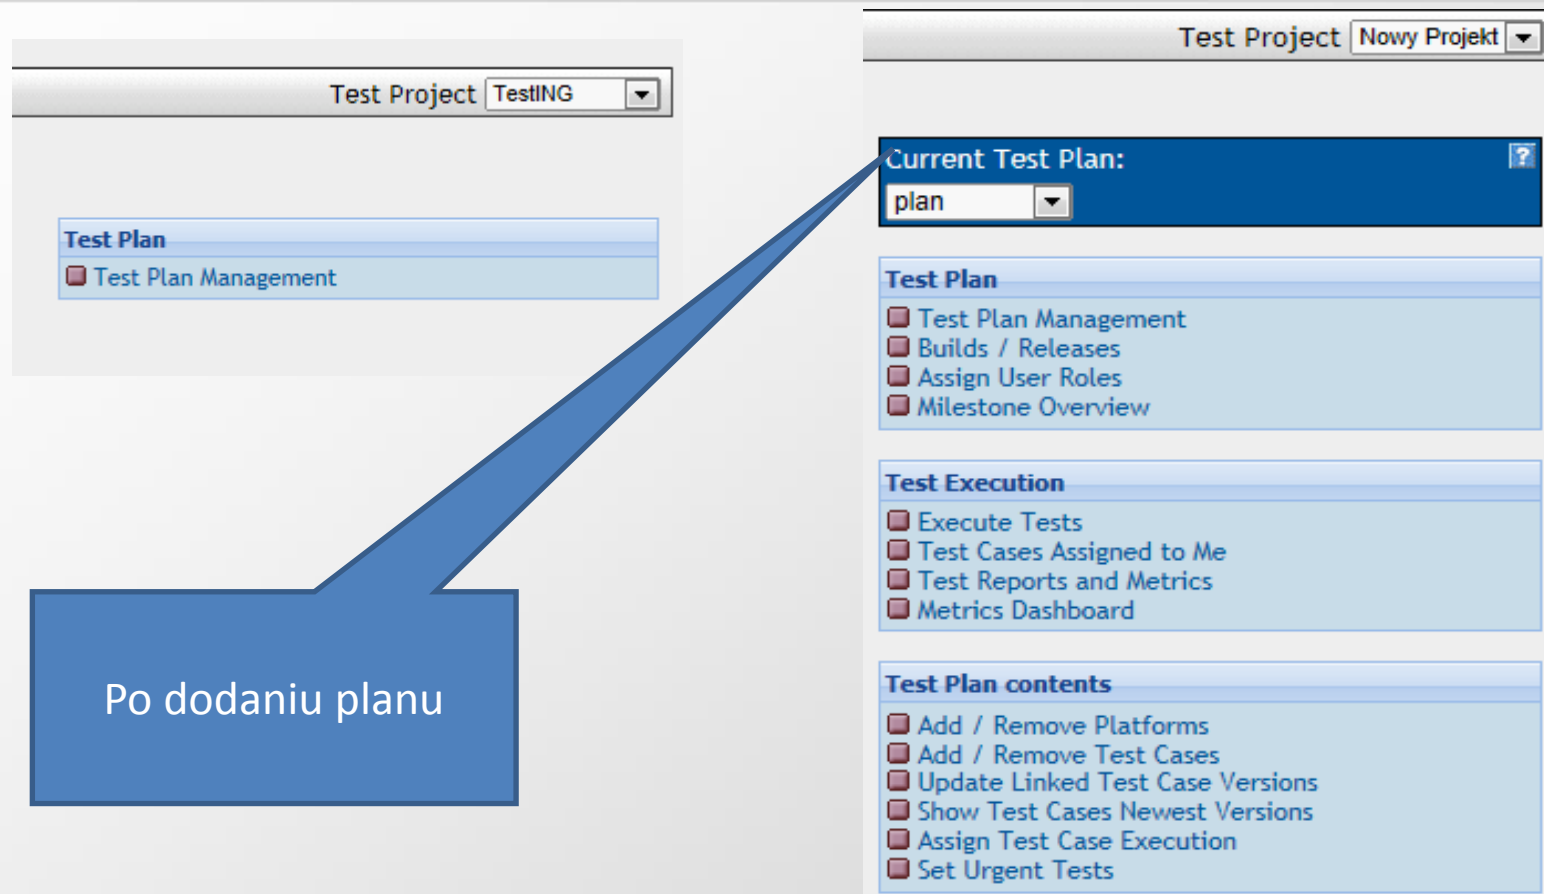 Test Project TestING
Test Plan
Test Plan Management
Po dodaniu planu
Test Project Nowy Projekt
Current Test Plan: ?
plan
Test Plan
Test Plan Management
Builds / Releases
Assign User Roles
Milestone Overview
Test Execution
Execute Tests
Test Cases Assigned to Me
Test Reports and Metrics
Metrics Dashboard
Test Plan contents
Add / Remove Platforms
Add / Remove Test Cases
Update Linked Test Case Versions
Show Test Cases Newest Versions
Assign Test Case Execution
Set Urgent Tests